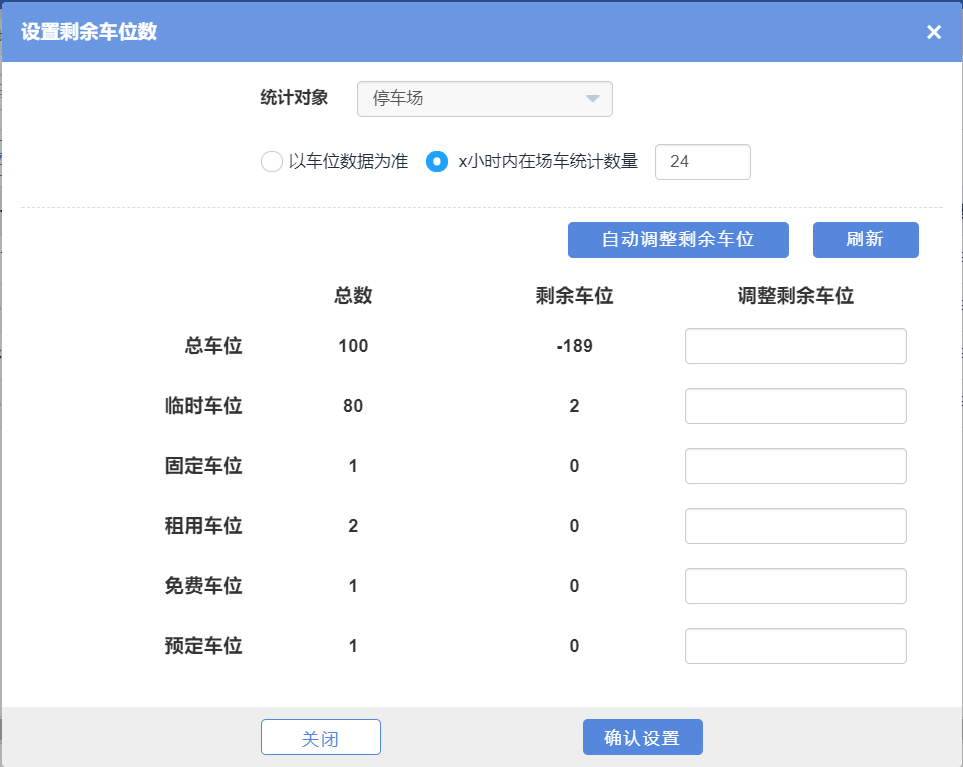 设置剩余车位数 ×
统计对象 停车场
以车位数据为准 x小时内在场车统计数量 24
自动调整剩余车位 刷新
总数 剩余车位 调整剩余车位
总车位 100 -189
临时车位 80 2
固定车位 1 0
租用车位 2 0
免费车位 1 0
预定车位 1 0
关闭 确认设置